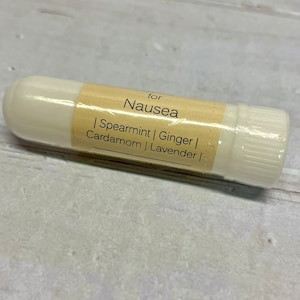 for
Nausea
| Spearmint | Ginger |
Cardamom | Lavender |